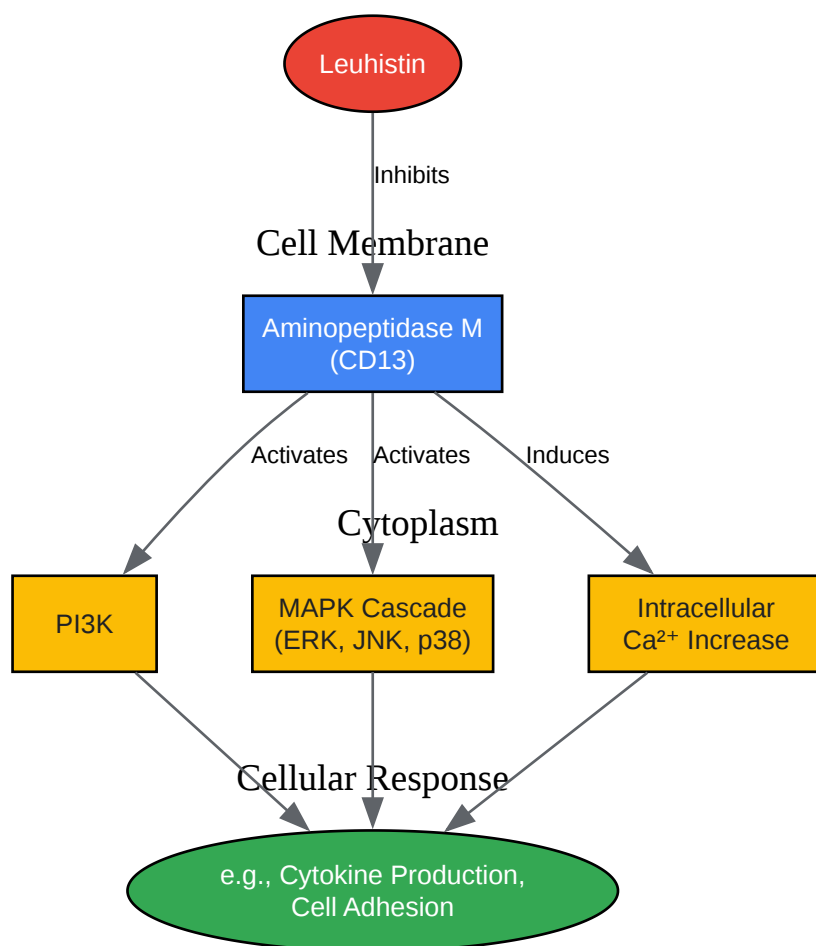 Leuhistin
Inhibits
Cell Membrane
Aminopeptidase M
(CD13)
Activates
Activates
Induces
Cytoplasm
PI3K
MAPK Cascade
(ERK, JNK, p38)
Intracellular
Ca²⁺ Increase
Cellular Response
e.g., Cytokine Production,
Cell Adhesion